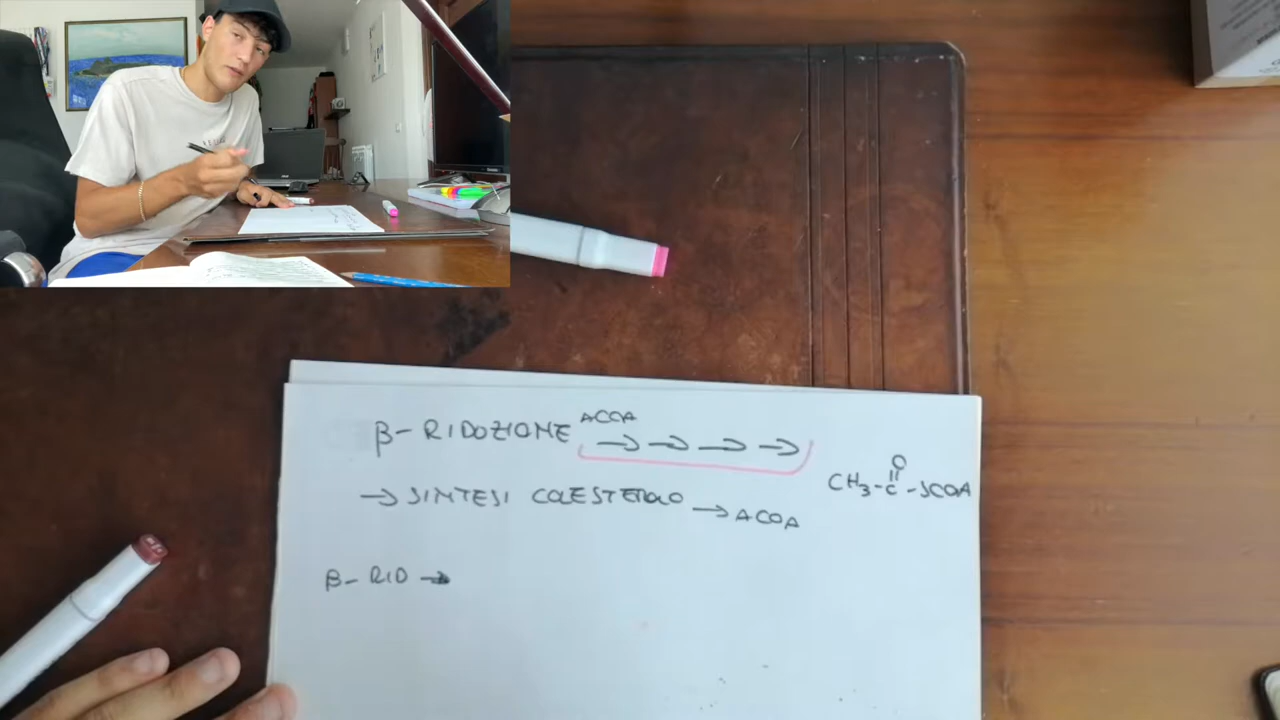 β- RIDUZIONE ACOA → → → →
CH3-C-SCOA
O
→ SINTESI COLESTEROLO → ACOA
β- RID →